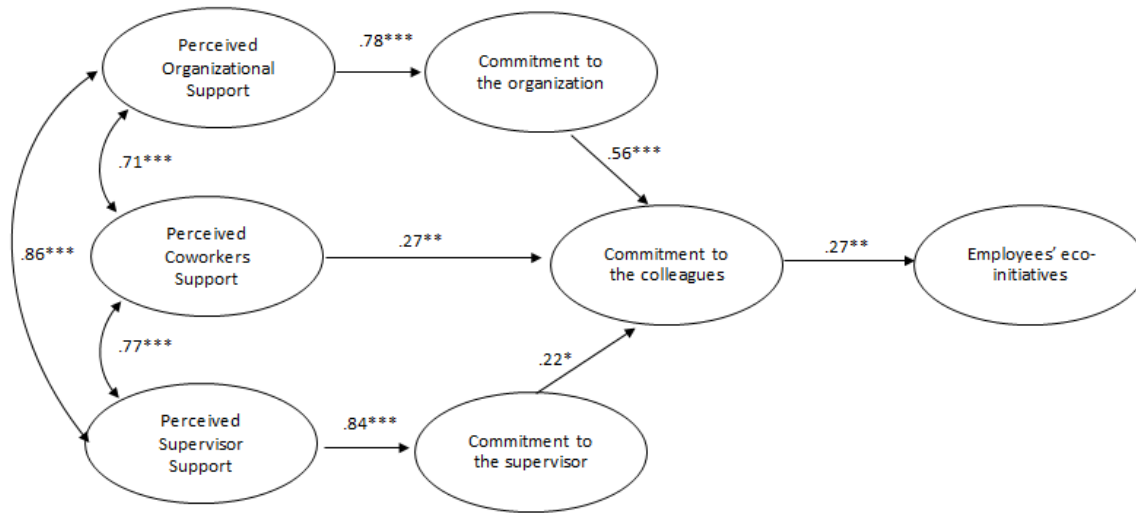 Perceived
Organizational
Support
.78***
Commitment to
the organization
.71***
.56***
.86***
Perceived
Coworkers
Support
.27**
Commitment to
the colleagues
.27**
Employees' eco-
initiatives
.77***
.22*
Perceived
Supervisor
Support
.84***
Commitment to
the supervisor